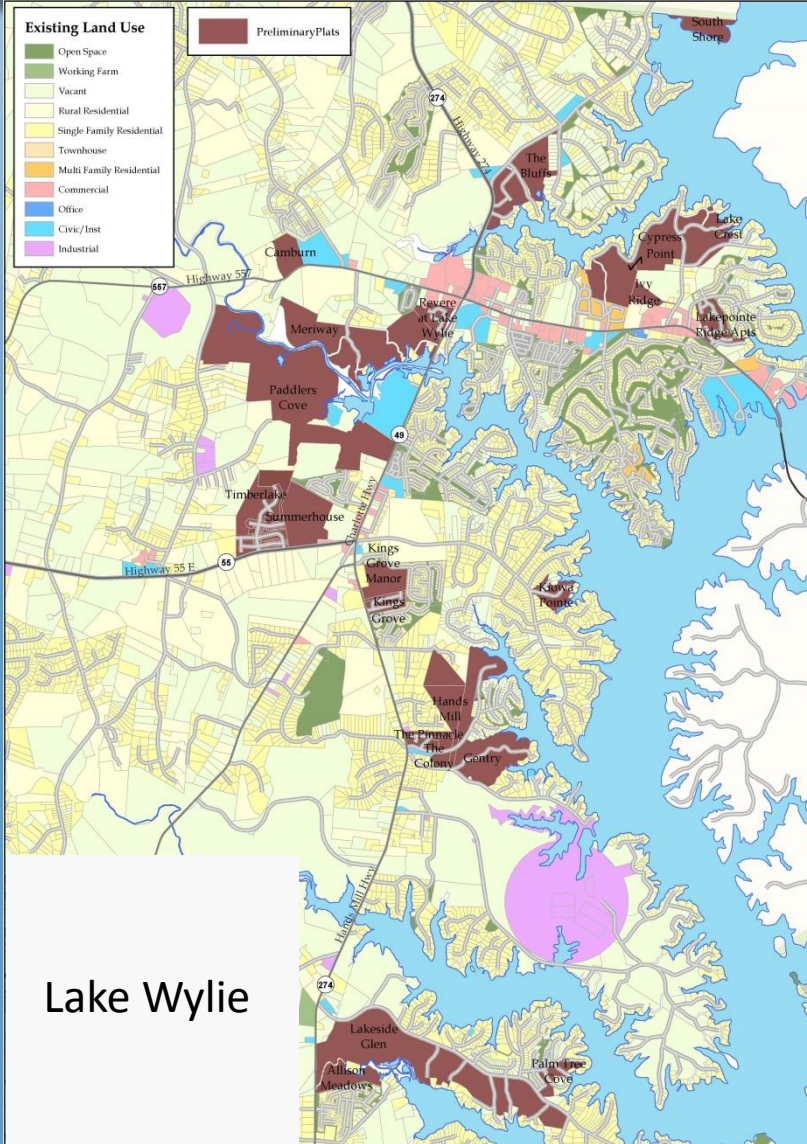 Existing Land Use
Open Space
Working Farm
Vacant
Rural Residential
Single Family Residential
Townhouse
Multi Family Residential
Commercial
Office
Civic/Inst
Industrial
PreliminaryPlats
South
Shore
274
Highway 274
The
Bluffs
Lake
Crest
Cypress
Point
Camburn
Highway 557
557
Ivy
Ridge
Revere
at Lake
Wylie
Meriway
Lakepointe
Ridge Apts
Paddlers
Cove
49
Charlotte Hwy
Timberlake
Summerhouse
Kings
Grove
Manor
55
Highway 55 E
Kiowa
Pointe
Kings
Grove
Hands
Mill
The Pinnacle
The
Colony
Gentry
Hands Mill Hwy
274
Lake Wylie
Lakeside
Glen
Allison
Meadows
Palm Tree
Cove